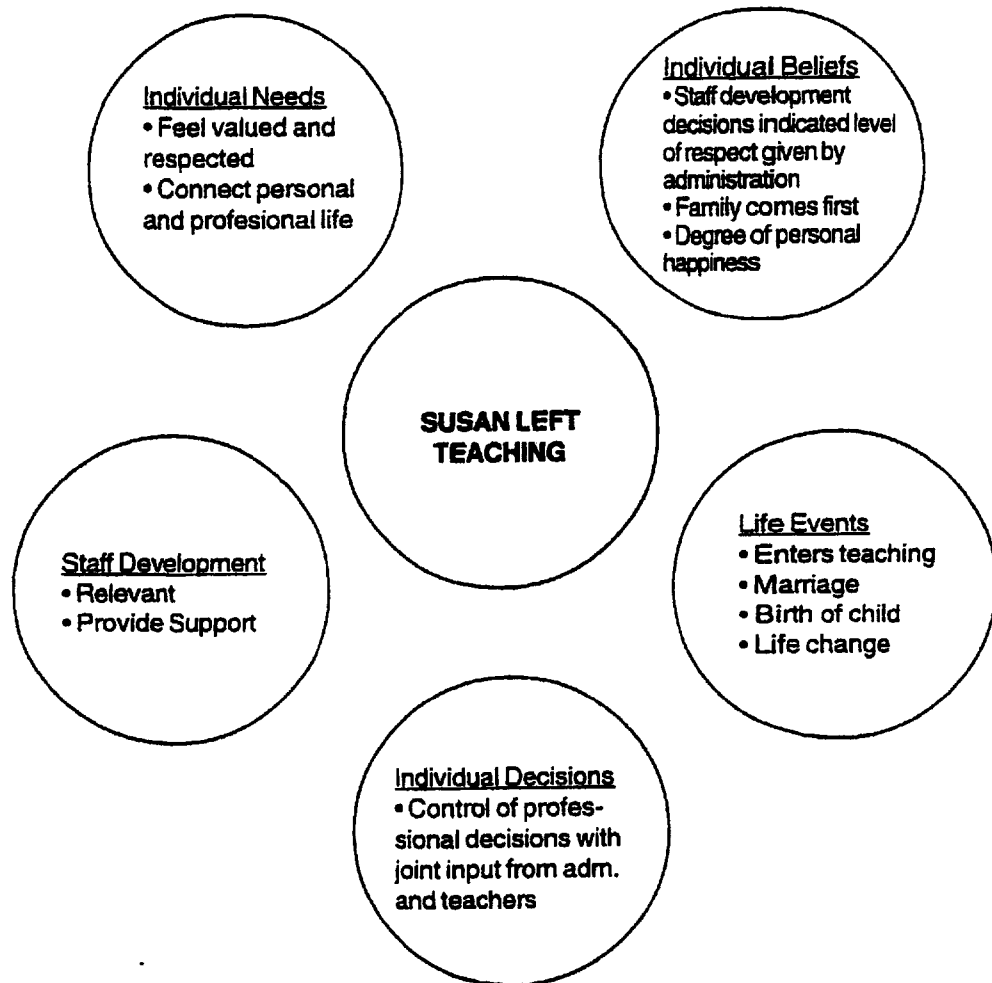 Individual Needs
• Feel valued and
respected
• Connect personal
and profesional life
Individual Beliefs
• Staff development
decisions indicated level
of respect given by
administration
• Family comes first
• Degree of personal
happiness
SUSAN LEFT
TEACHING
Staff Development
• Relevant
• Provide Support
Life Events
• Enters teaching
• Marriage
• Birth of child
• Life change
Individual Decisions
• Control of profes-
sional decisions with
joint input from adm.
and teachers